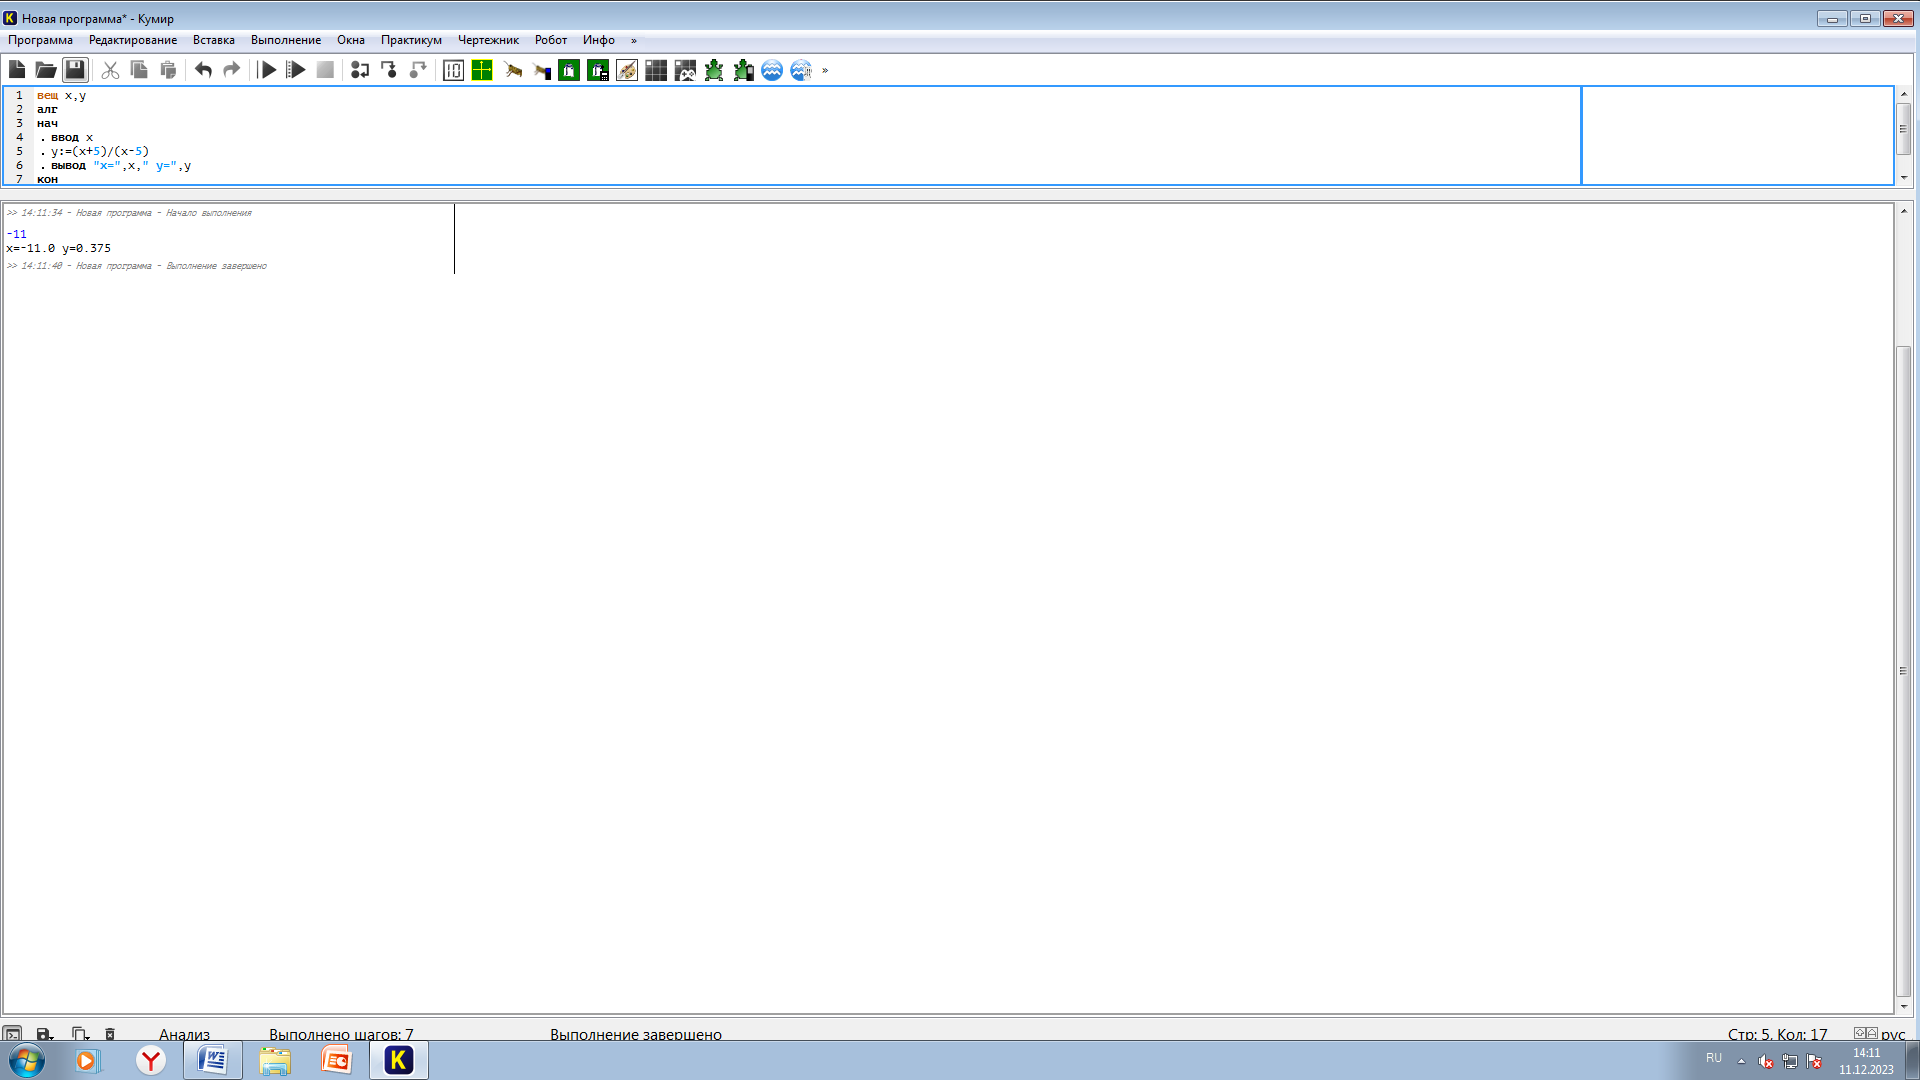 Новая программа* - Кумир
Программа Редактирование Вставка Выполнение Окна Практикум Чертежник Робот Инфо »
»
1 вещ x,y
2 алг
3 нач
4 . ввод x
5 . y:=(x+5)/(x-5)
6 . вывод "x=",x," y=",y
7 кон
>> 14:11:34 - Новая программа - Начало выполнения
-11
x=-11.0 y=0.375
>> 14:11:40 - Новая программа - Выполнение завершено
Анализ Выполнено шагов: 7 Выполнение завершено Стр: 5, Кол: 17 рус
RU 14:11
11.12.2023